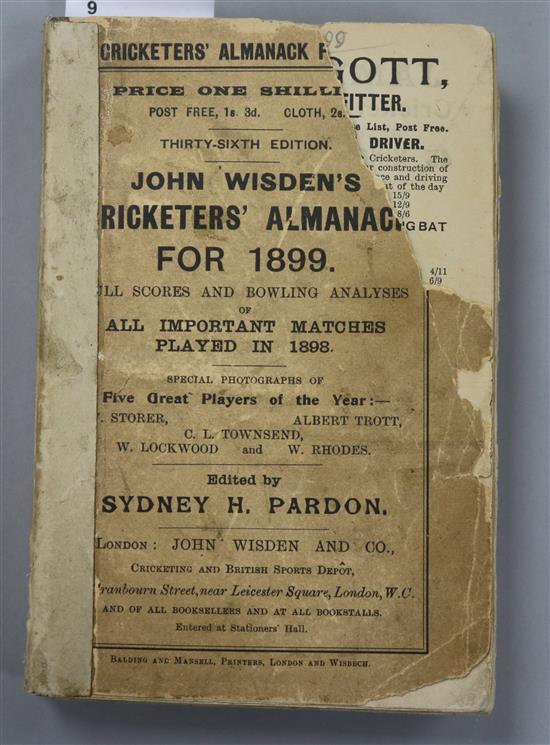 9
CRICKETERS' ALMANACK F
99
PRICE ONE SHILLI
POST FREE, 1s. 3d. CLOTH, 2s.
THIRTY-SIXTH EDITION.
JOHN WISDEN'S
RICKETERS' ALMANACK
FOR 1899.
ULL SCORES AND BOWLING ANALYSES
OF
ALL IMPORTANT MATCHES
PLAYED IN 1898.
SPECIAL PHOTOGRAPHS OF
Five Great Players of the Year:—
. STORER, ALBERT TROTT,
C. L. TOWNSEND,
W. LOCKWOOD and W. RHODES.
Edited by
SYDNEY H. PARDON.
LONDON: JOHN WISDEN AND CO.,
CRICKETING AND BRITISH SPORTS DEPÔT,
ranbourn Street, near Leicester Square, London, W.C.
AND OF ALL BOOKSELLERS AND AT ALL BOOKSTALLS.
Entered at Stationers' Hall.
BALDING AND MANSELL, PRINTERS, LONDON AND WISBECH.
GOTT,
FITTER.
e List, Post Free.
DRIVER.
Cricketers. The
r construction of
ce and driving
at of the day
15/9
12/9
8/6
NG BAT
4/11
6/9